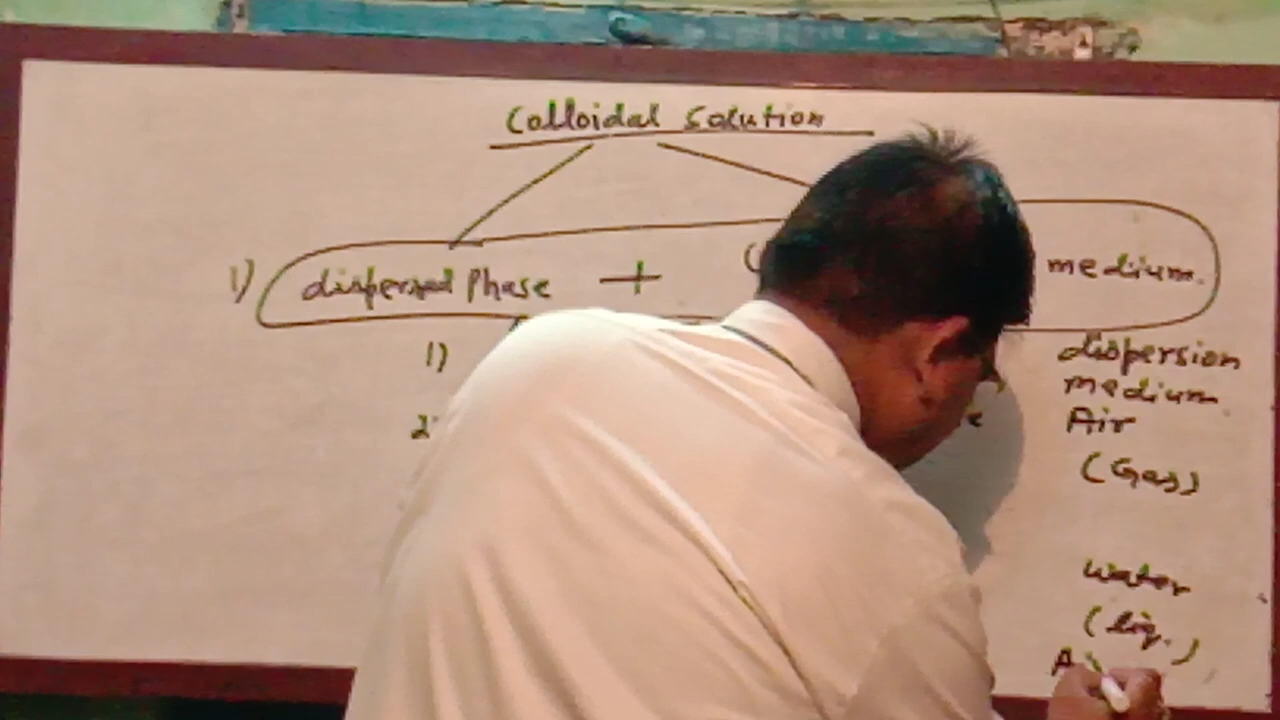 Colloidal Solution
1) dispersed Phase + medium.
1)
dispersion
medium.
2
Air
(Gas)
water
(liq.)
A